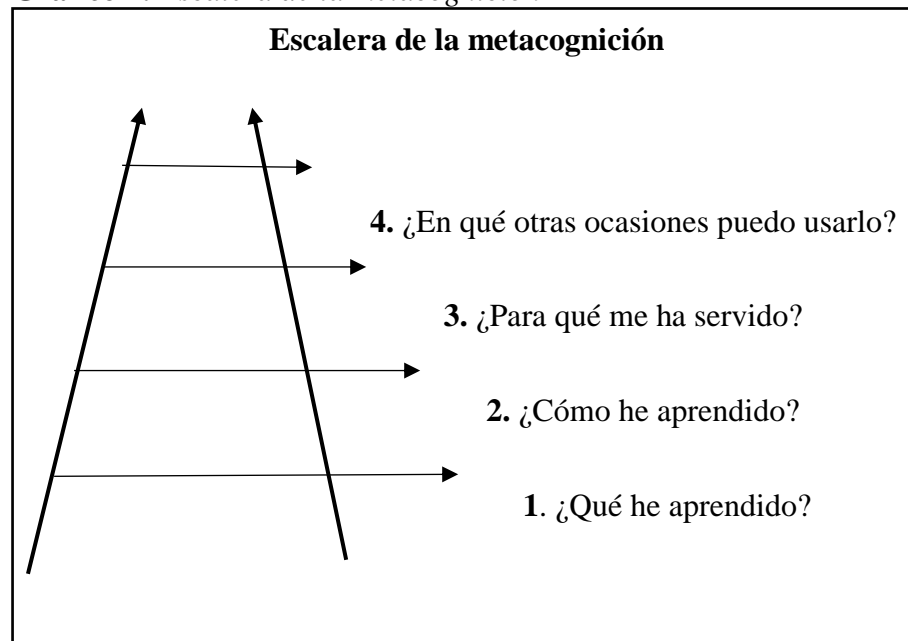 Escalera de la metacognición
4. ¿En qué otras ocasiones puedo usarlo?
3. ¿Para qué me ha servido?
2. ¿Cómo he aprendido?
1. ¿Qué he aprendido?